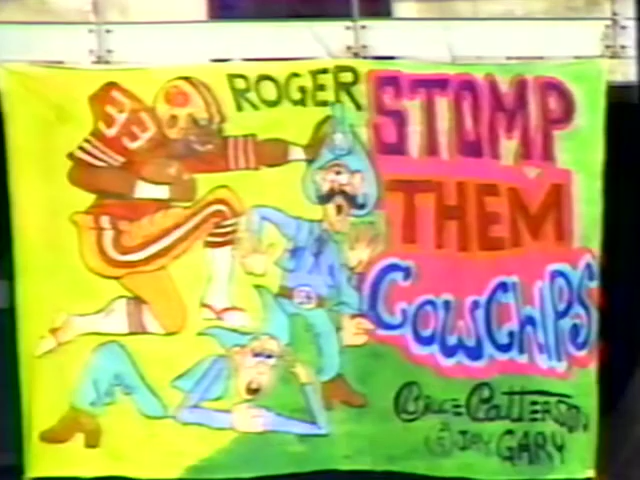 33
ROGER
STOMP
THEM
COWChIPS
Bruce Patterson
© JAY GARY